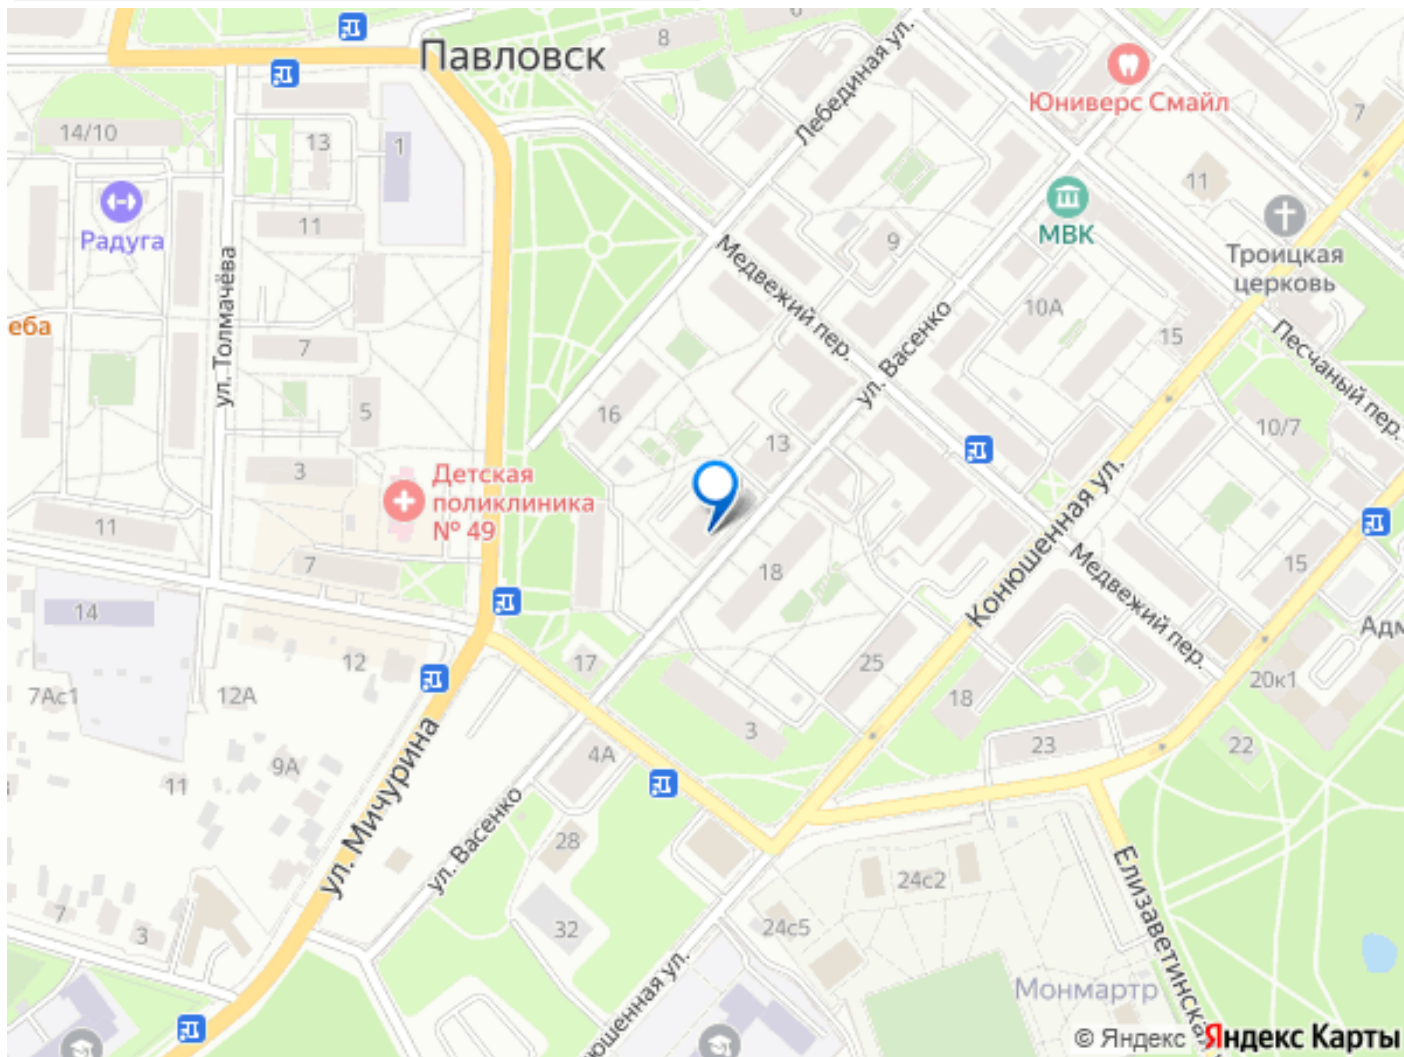 6
8
Павловск
Лебединая ул.
Юниверс Смайл
7
14/10
13
1
11
Радуга
11
МВК
Троицкая
церковь
9
Медвежий пер.
10А
15
ул. Васенко
Песчаный пер.
еба
ул. Толмачёва
7
5
16
13
10/7
3
Детская
поликлиника
№ 49
Конюшенная ул.
11
7
18
15
Медвежий пер.
14
Адм
12
17
25
7Ас1
12А
18
20к1
3
23
22
4А
9А
11
ул. Мичурина
ул. Васенко
28
24с2
Елизаветинска
7
3
32
24с5
Монмартр
юшенная ул.
© Яндекс Яндекс Карты